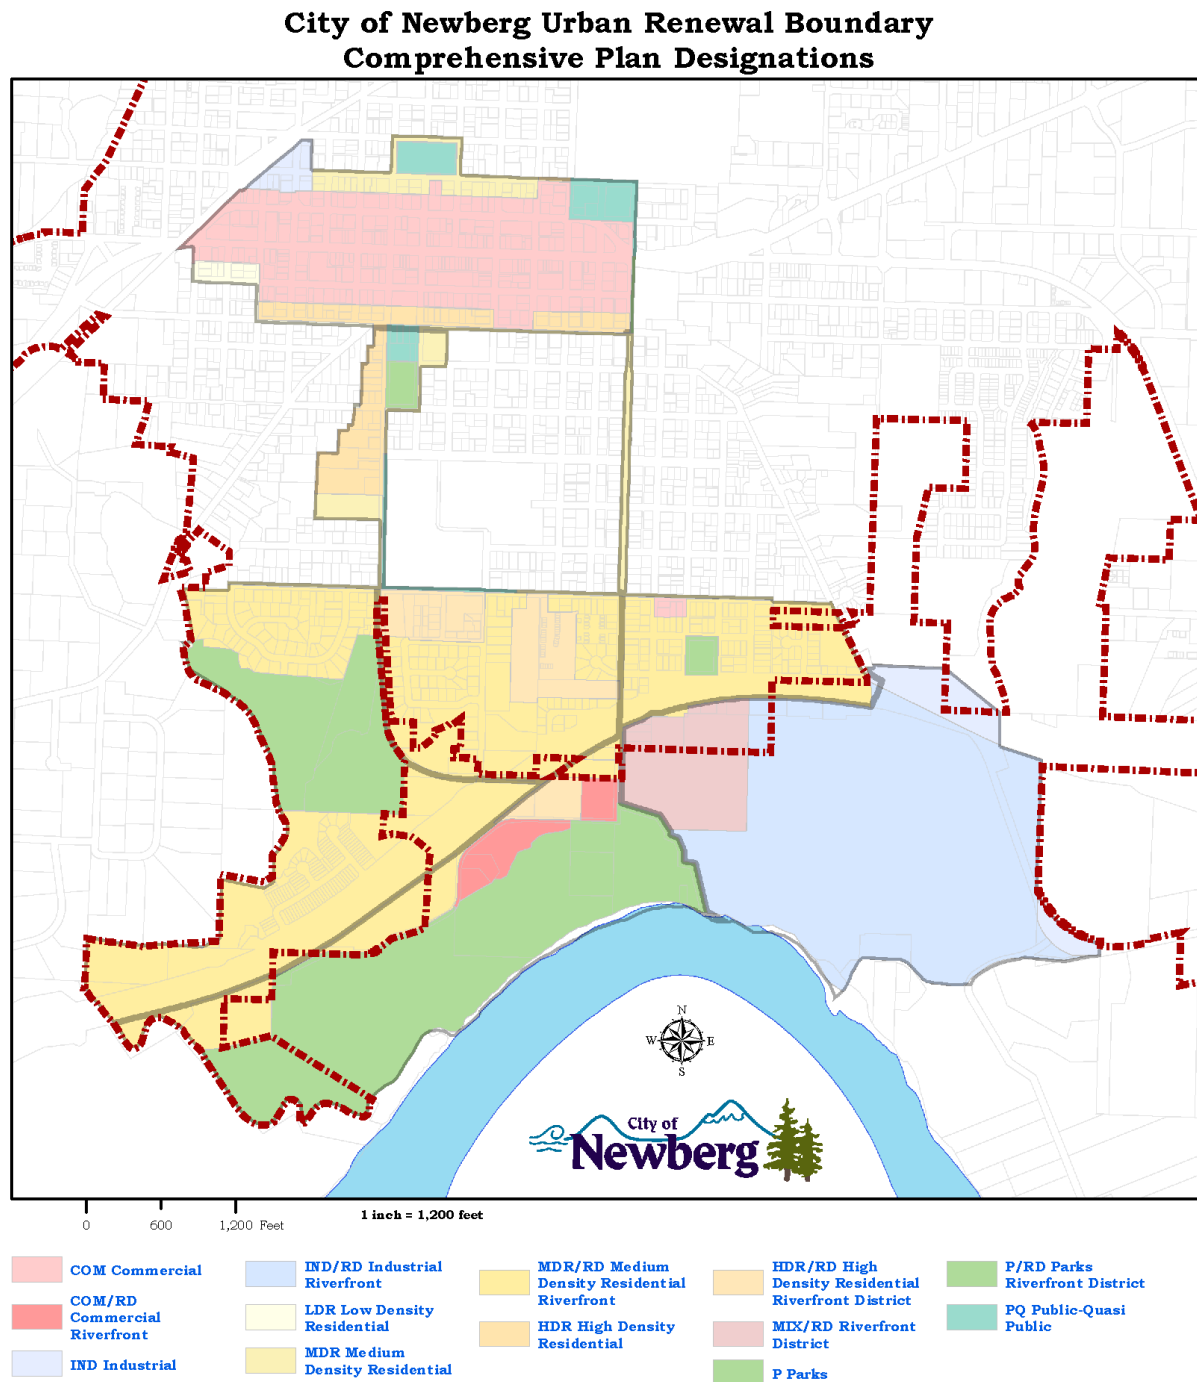 City of Newberg Urban Renewal Boundary
Comprehensive Plan Designations
N
W E
S
City of
Newberg
0 600 1,200 Feet
1 inch = 1,200 feet
COM Commercial
COM/RD
Commercial
Riverfront
IND Industrial
IND/RD Industrial
Riverfront
LDR Low Density
Residential
MDR Medium
Density Residential
MDR/RD Medium
Density Residential
Riverfront
HDR High Density
Residential
HDR/RD High
Density Residential
Riverfront District
MIX/RD Riverfront
District
P Parks
P/RD Parks
Riverfront District
PQ Public-Quasi
Public